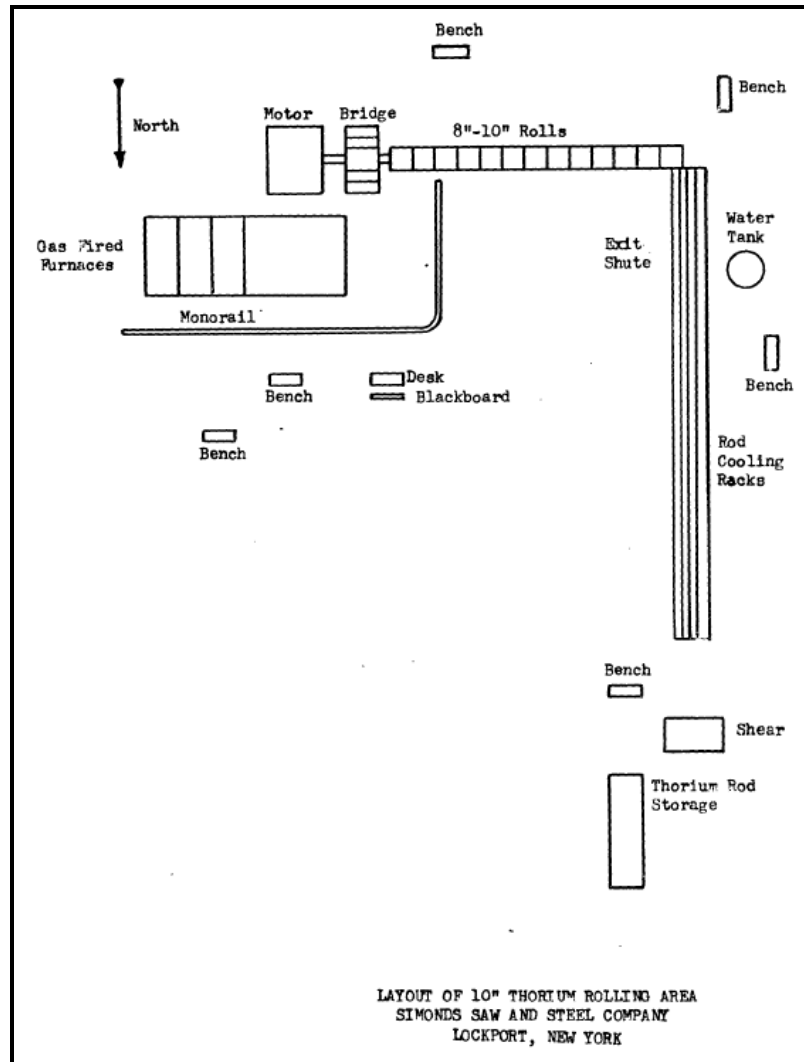 Bench
Bench
North
Motor
Bridge
8"-10" Rolls
Gas Fired
Furnaces
Exit
Shute
Water
Tank
Monorail
Bench
Desk
Blackboard
Bench
Bench
Rod
Cooling
Racks
Bench
Shear
Thorium Rod
Storage
LAYOUT OF 10" THORIUM ROLLING AREA
SIMONDS SAW AND STEEL COMPANY
LOCKPORT, NEW YORK